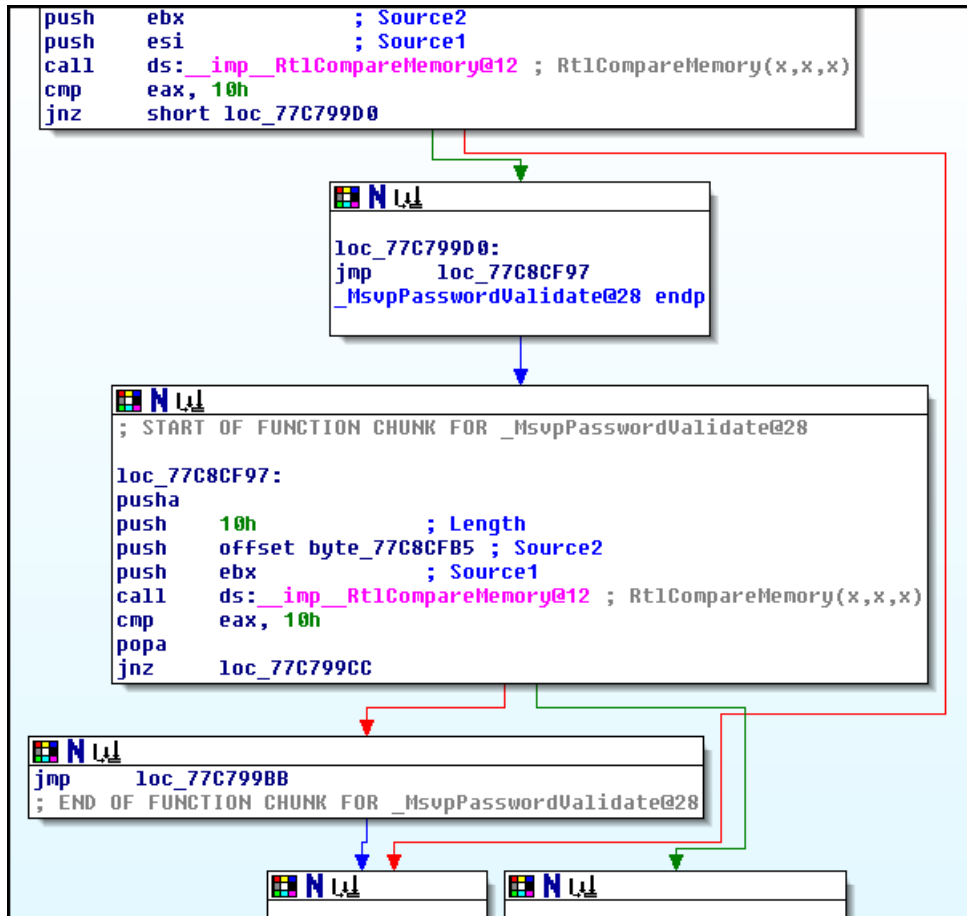 push ebx ; Source2
push esi ; Source1
call ds:__imp__RtlCompareMemory@12 ; RtlCompareMemory(x,x,x)
cmp eax, 10h
jnz short loc_77C799D0
N
loc_77C799D0:
jmp loc_77C8CF97
_MsvpPasswordValidate@28 endp
N
; START OF FUNCTION CHUNK FOR _MsvpPasswordValidate@28
loc_77C8CF97:
pusha
push 10h ; Length
push offset byte_77C8CFB5 ; Source2
push ebx ; Source1
call ds:__imp__RtlCompareMemory@12 ; RtlCompareMemory(x,x,x)
cmp eax, 10h
popa
jnz loc_77C799CC
N
jmp loc_77C799BB
; END OF FUNCTION CHUNK FOR _MsvpPasswordValidate@28
N
N